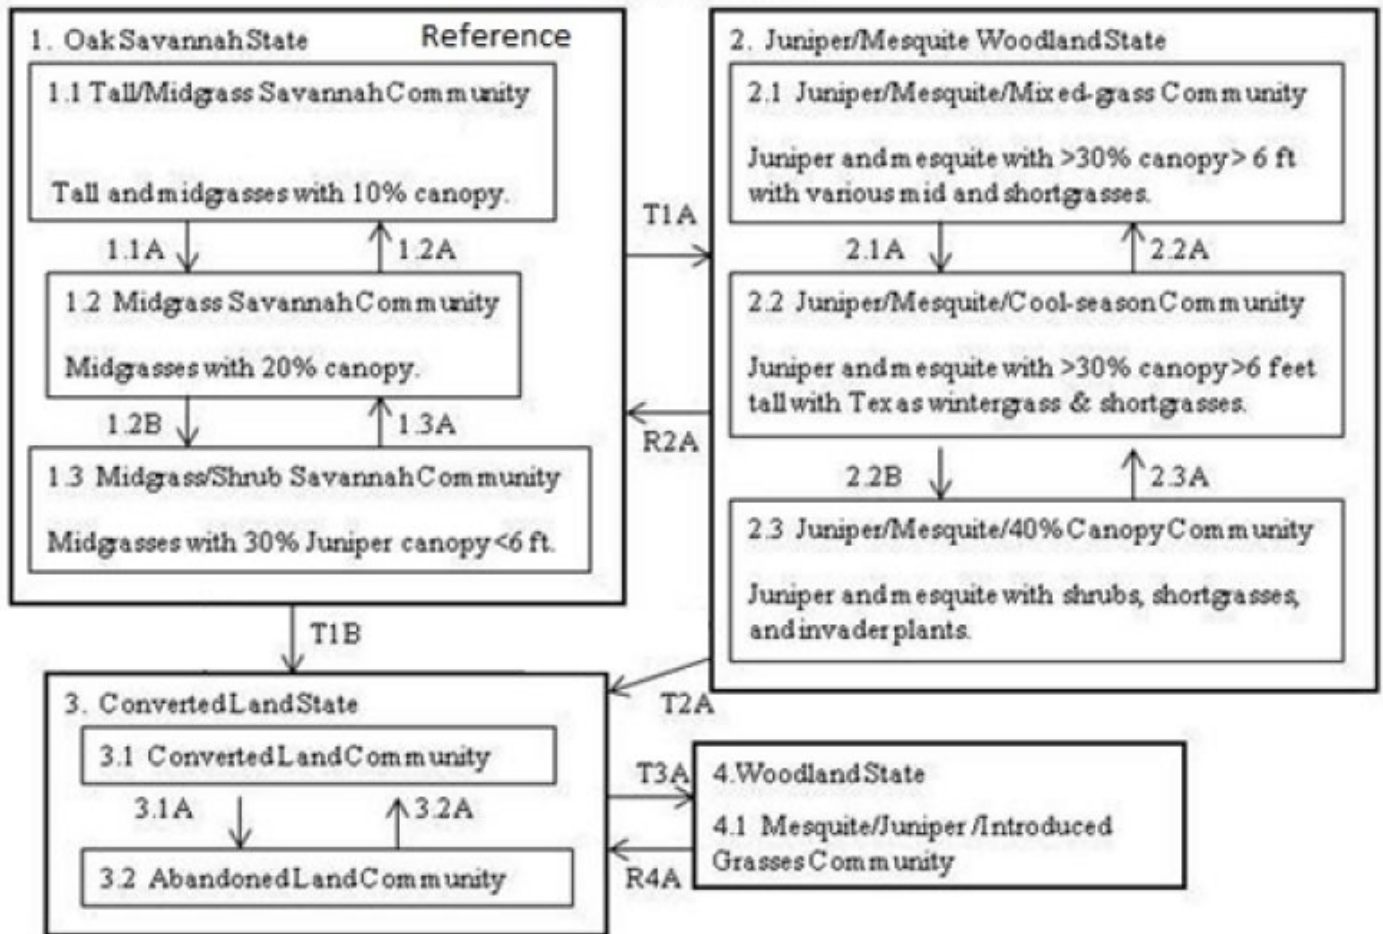 1. Oak Savannah State Reference
1.1 Tall/Midgrass Savannah Community
Tall and midgrasses with 10% canopy.
1.1A 1.2A
1.2 Midgrass Savannah Community
Midgrasses with 20% canopy.
1.2B 1.3A
1.3 Midgrass/Shrub Savannah Community
Midgrasses with 30% Juniper canopy <6 ft.
T1A
R2A
2. Juniper/Mesquite Woodland State
2.1 Juniper/Mesquite/Mixed-grass Community
Juniper and mesquite with >30% canopy > 6 ft
with various mid and shortgrasses.
2.1A 2.2A
2.2 Juniper/Mesquite/Cool-season Community
Juniper and mesquite with >30% canopy >6 feet
tall with Texas wintergrass & shortgrasses.
2.2B 2.3A
2.3 Juniper/Mesquite/40% Canopy Community
Juniper and mesquite with shrubs, shortgrasses,
and invader plants.
T1B
T2A
3. Converted Land State
3.1 Converted Land Community
3.1A 3.2A
3.2 Abandoned Land Community
T3A
R4A
4.Woodland State
4.1 Mesquite/Juniper/Introduced
Grasses Community